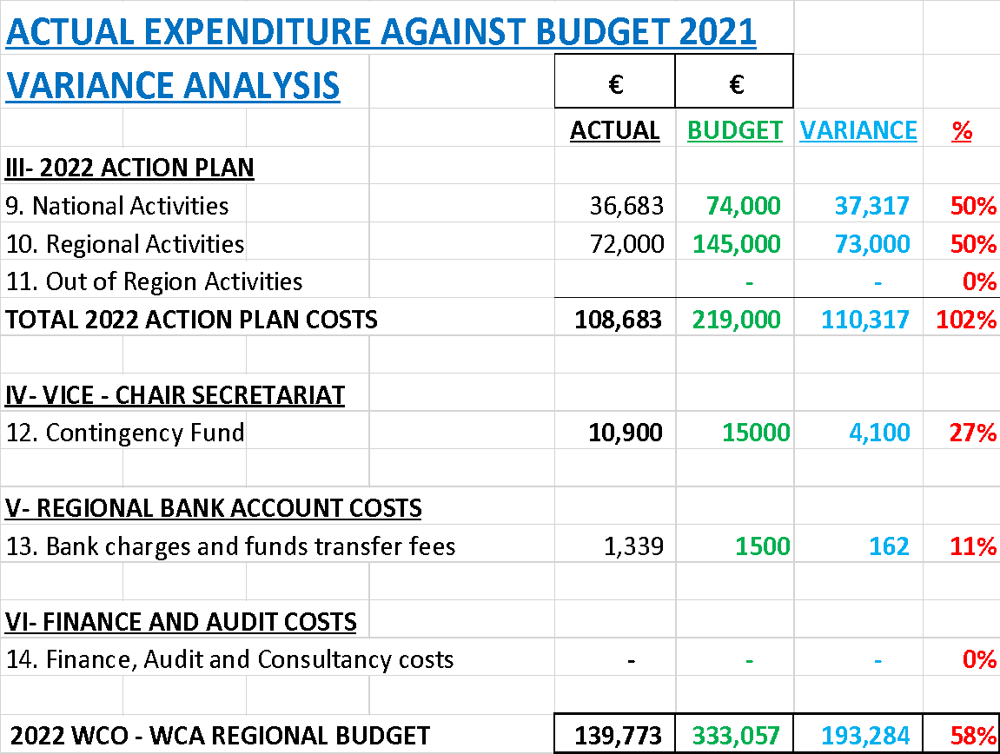 ACTUAL EXPENDITURE AGAINST BUDGET 2021
VARIANCE ANALYSIS € €
ACTUAL BUDGET VARIANCE %
III- 2022 ACTION PLAN
9. National Activities 36,683 74,000 37,317 50%
10. Regional Activities 72,000 145,000 73,000 50%
11. Out of Region Activities - - 0%
TOTAL 2022 ACTION PLAN COSTS 108,683 219,000 110,317 102%
IV- VICE - CHAIR SECRETARIAT
12. Contingency Fund 10,900 15000 4,100 27%
V- REGIONAL BANK ACCOUNT COSTS
13. Bank charges and funds transfer fees 1,339 1500 162 11%
VI- FINANCE AND AUDIT COSTS
14. Finance, Audit and Consultancy costs - - - 0%
2022 WCO - WCA REGIONAL BUDGET 139,773 333,057 193,284 58%